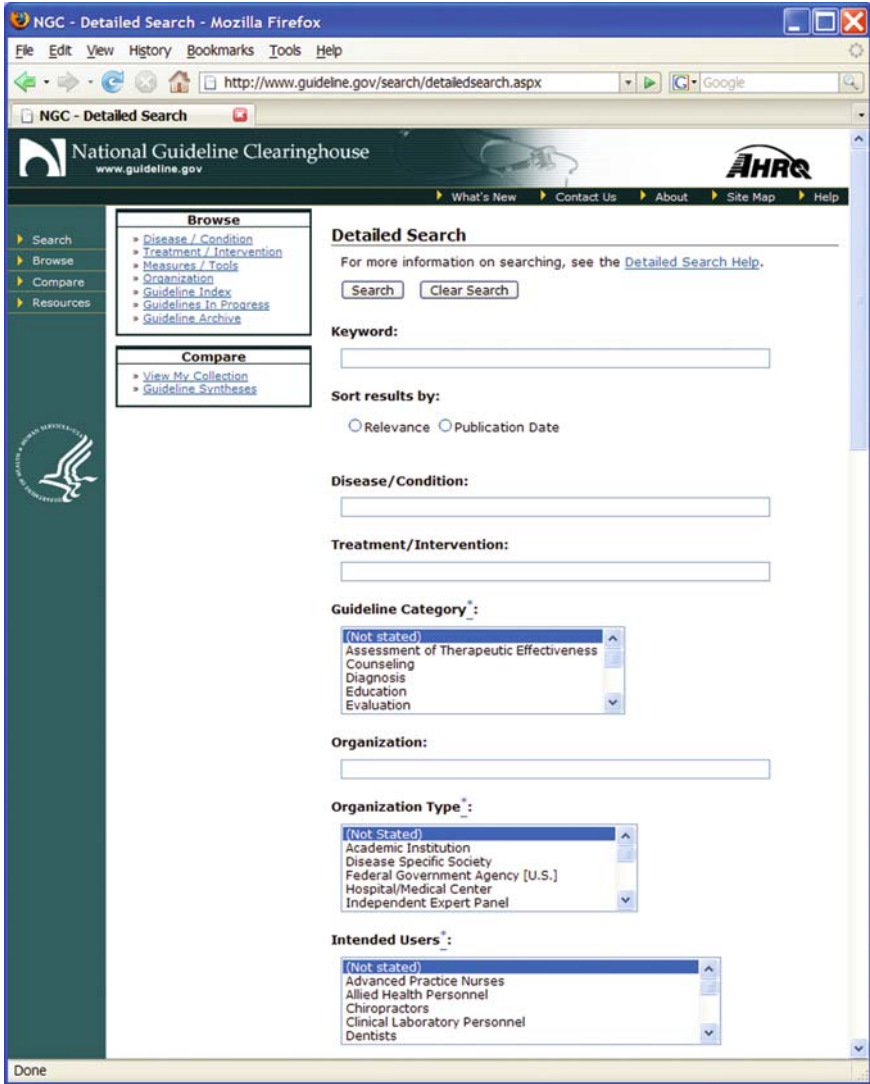 NGC - Detailed Search - Mozilla Firefox
File Edit View History Bookmarks Tools Help
http://www.guideline.gov/search/detailedsearch.aspx
G Google
NGC - Detailed Search
National Guideline Clearinghouse
www.guideline.gov
AHRQ
What's New Contact Us About Site Map Help
Search
Browse
Compare
Resources
Browse
» Disease / Condition
» Treatment / Intervention
» Measures / Tools
» Organization
» Guideline Index
» Guidelines In Progress
» Guideline Archive
Compare
» View My Collection
» Guideline Syntheses
Detailed Search
For more information on searching, see the Detailed Search Help.
Search Clear Search
Keyword:
Sort results by:
Relevance Publication Date
Disease/Condition:
Treatment/Intervention:
Guideline Category*:
(Not stated)
Assessment of Therapeutic Effectiveness
Counseling
Diagnosis
Education
Evaluation
Organization:
Organization Type*:
(Not Stated)
Academic Institution
Disease Specific Society
Federal Government Agency [U.S.]
Hospital/Medical Center
Independent Expert Panel
Intended Users*:
(Not stated)
Advanced Practice Nurses
Allied Health Personnel
Chiropractors
Clinical Laboratory Personnel
Dentists
Done